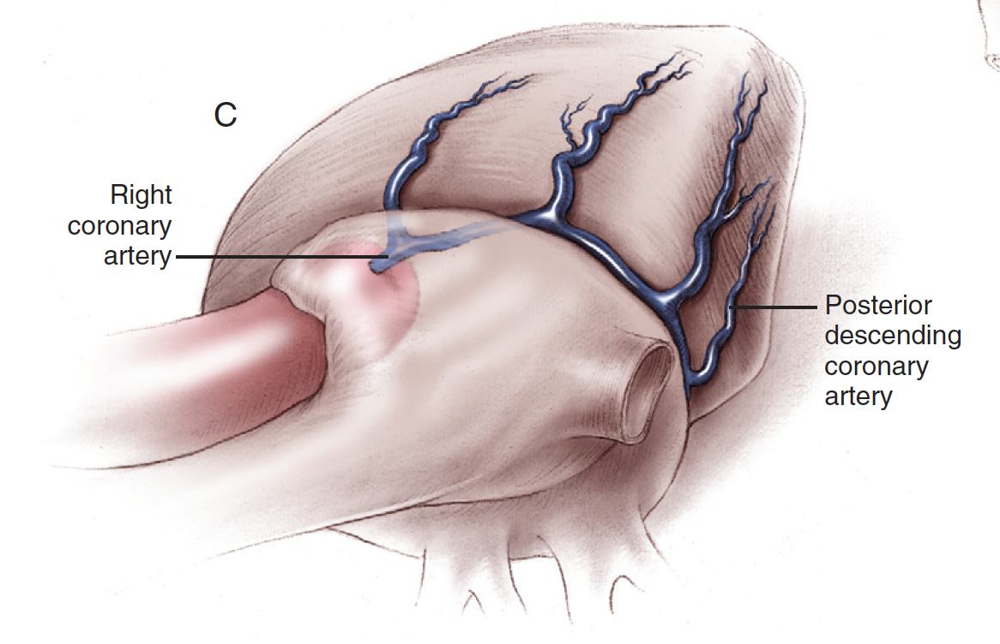 C
Right
coronary
artery
Posterior
descending
coronary
artery